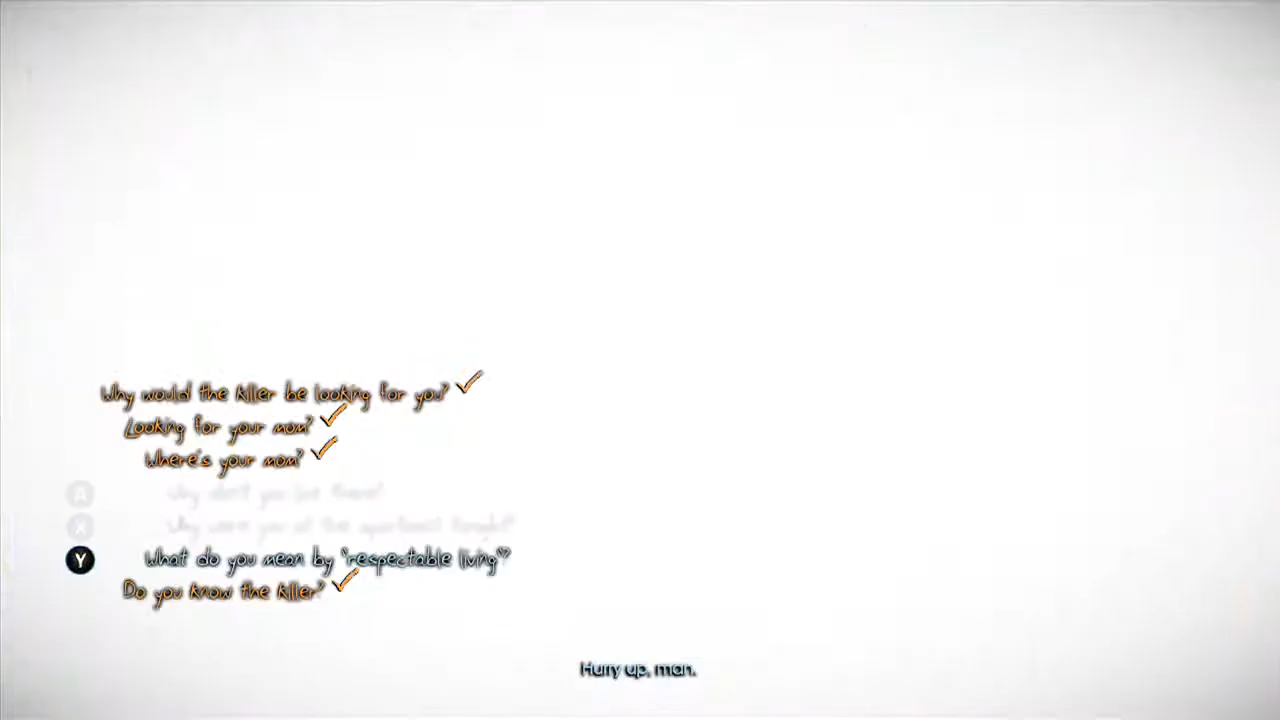 Why would the killer be looking for you?
Looking for your mom?
Where's your mom?
A Why don't you live there?
X Why were you at the apartment tonight?
Y What do you mean by "respectable living"?
Do you know the killer?
Hurry up, man.